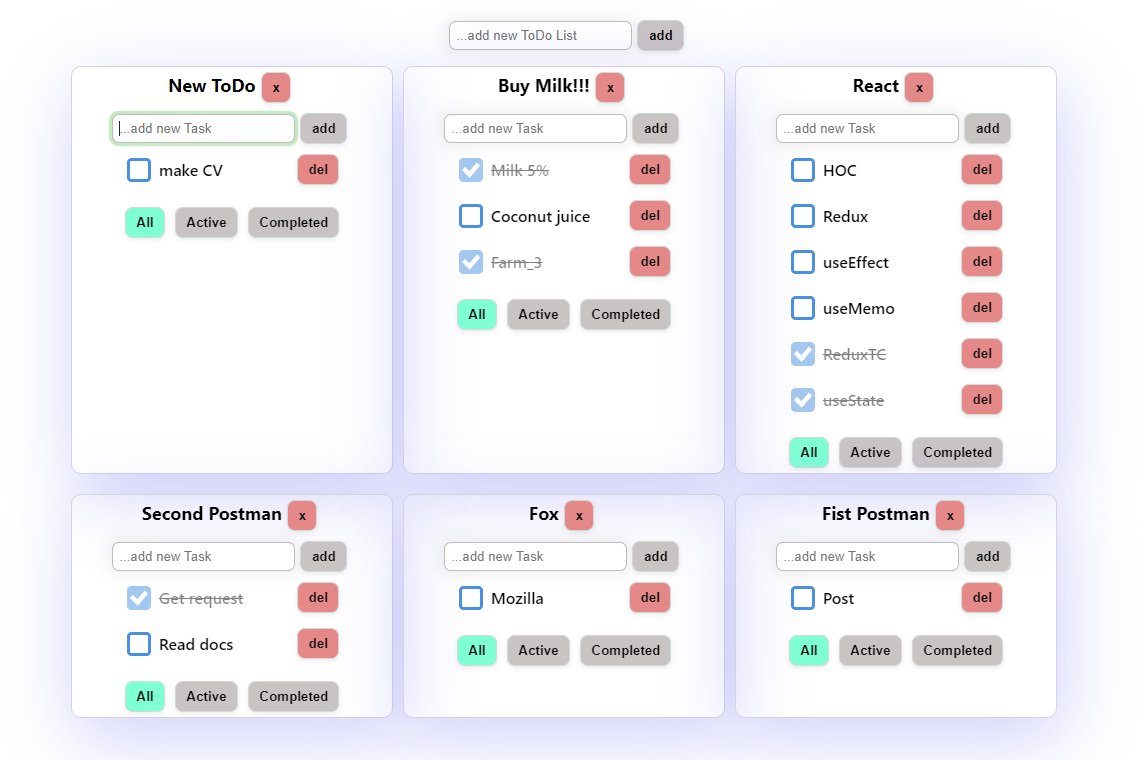 ...add new ToDo List add
New ToDo x
...add new Task add
make CV del
All Active Completed
Buy Milk!!! x
...add new Task add
Milk 5% del
Coconut juice del
Farm_3 del
All Active Completed
React x
...add new Task add
HOC del
Redux del
useEffect del
useMemo del
ReduxTC del
useState del
All Active Completed
Second Postman x
...add new Task add
Get request del
Read docs del
All Active Completed
Fox x
...add new Task add
Mozilla del
All Active Completed
Fist Postman x
...add new Task add
Post del
All Active Completed